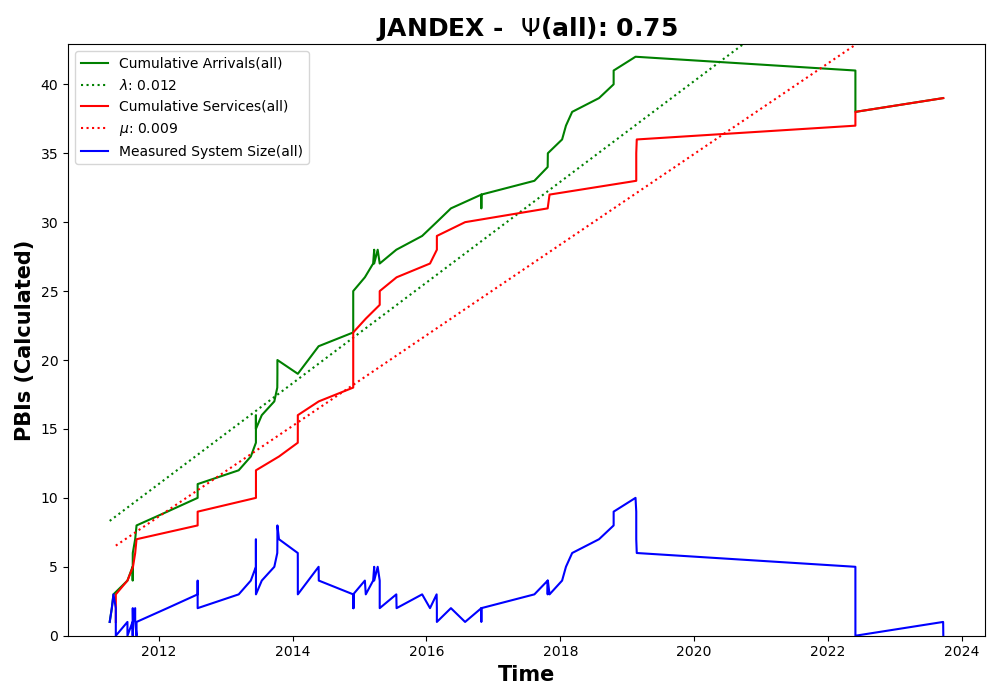 JANDEX -  Ψ(all): 0.75
Cumulative Arrivals(all)
λ: 0.012
Cumulative Services(all)
μ: 0.009
Measured System Size(all)
PBIs (Calculated)
40
35
30
25
20
15
10
5
0
2012 2014 2016 2018 2020 2022 2024
Time